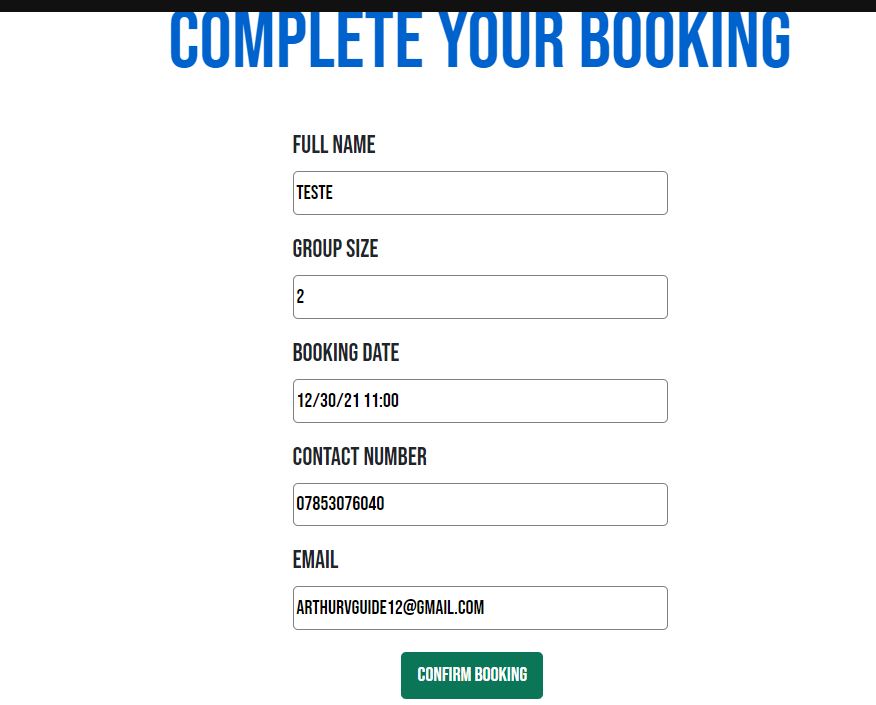 COMPLETE YOUR BOOKING
FULL NAME
TESTE
GROUP SIZE
2
BOOKING DATE
12/30/21 11:00
CONTACT NUMBER
07853076040
EMAIL
ARTHURVGUIDE12@GMAIL.COM
CONFIRM BOOKING